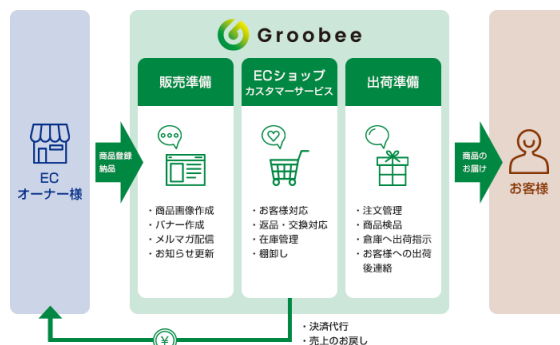 Groobee
EC
オーナー様
商品登録
納品
販売準備
・商品画像作成
・バナー作成
・メルマガ配信
・お知らせ更新
ECショップ
カスタマーサービス
・お客様対応
・返品・交換対応
・在庫管理
・棚卸し
出荷準備
・注文管理
・商品検品
・倉庫へ出荷指示
・お客様への出荷
後連絡
商品の
お届け
お客様
¥
・決済代行
・売上のお戻し